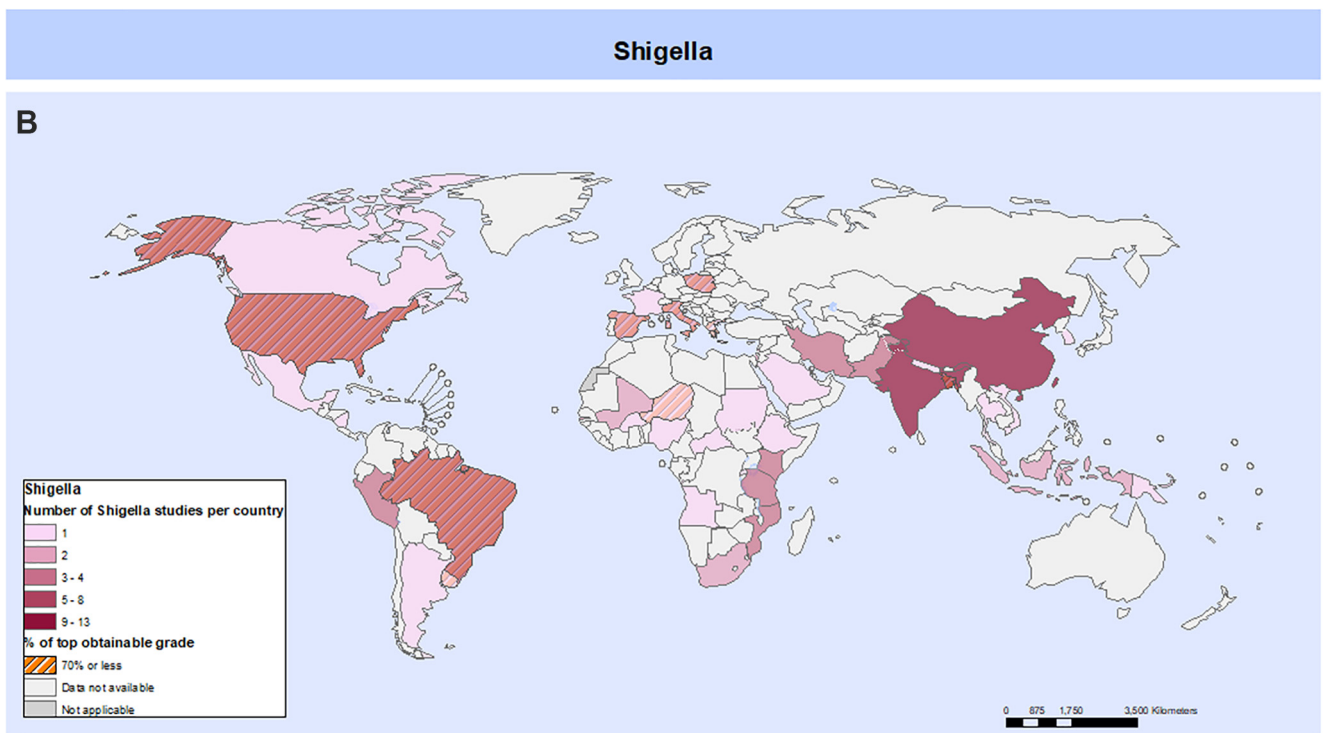 Shigella
B
Shigella
Number of Shigella studies per country
1
2
3 - 4
5 - 8
9 - 13
% of top obtainable grade
70% or less
Data not available
Not applicable
0 875 1,750 3,500 Kilometers